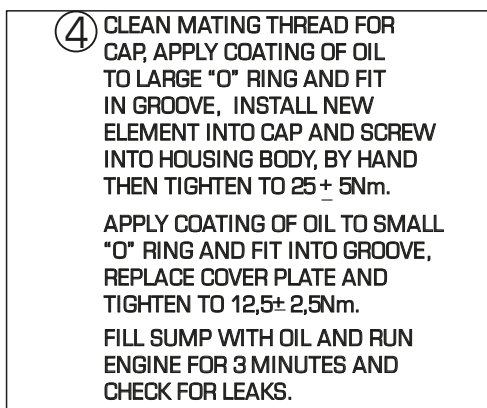 ④ CLEAN MATING THREAD FOR
CAP, APPLY COATING OF OIL
TO LARGE "O" RING AND FIT
IN GROOVE, INSTALL NEW
ELEMENT INTO CAP AND SCREW
INTO HOUSING BODY, BY HAND
THEN TIGHTEN TO 25 ± 5Nm.
APPLY COATING OF OIL TO SMALL
"O" RING AND FIT INTO GROOVE,
REPLACE COVER PLATE AND
TIGHTEN TO 12,5± 2,5Nm.
FILL SUMP WITH OIL AND RUN
ENGINE FOR 3 MINUTES AND
CHECK FOR LEAKS.